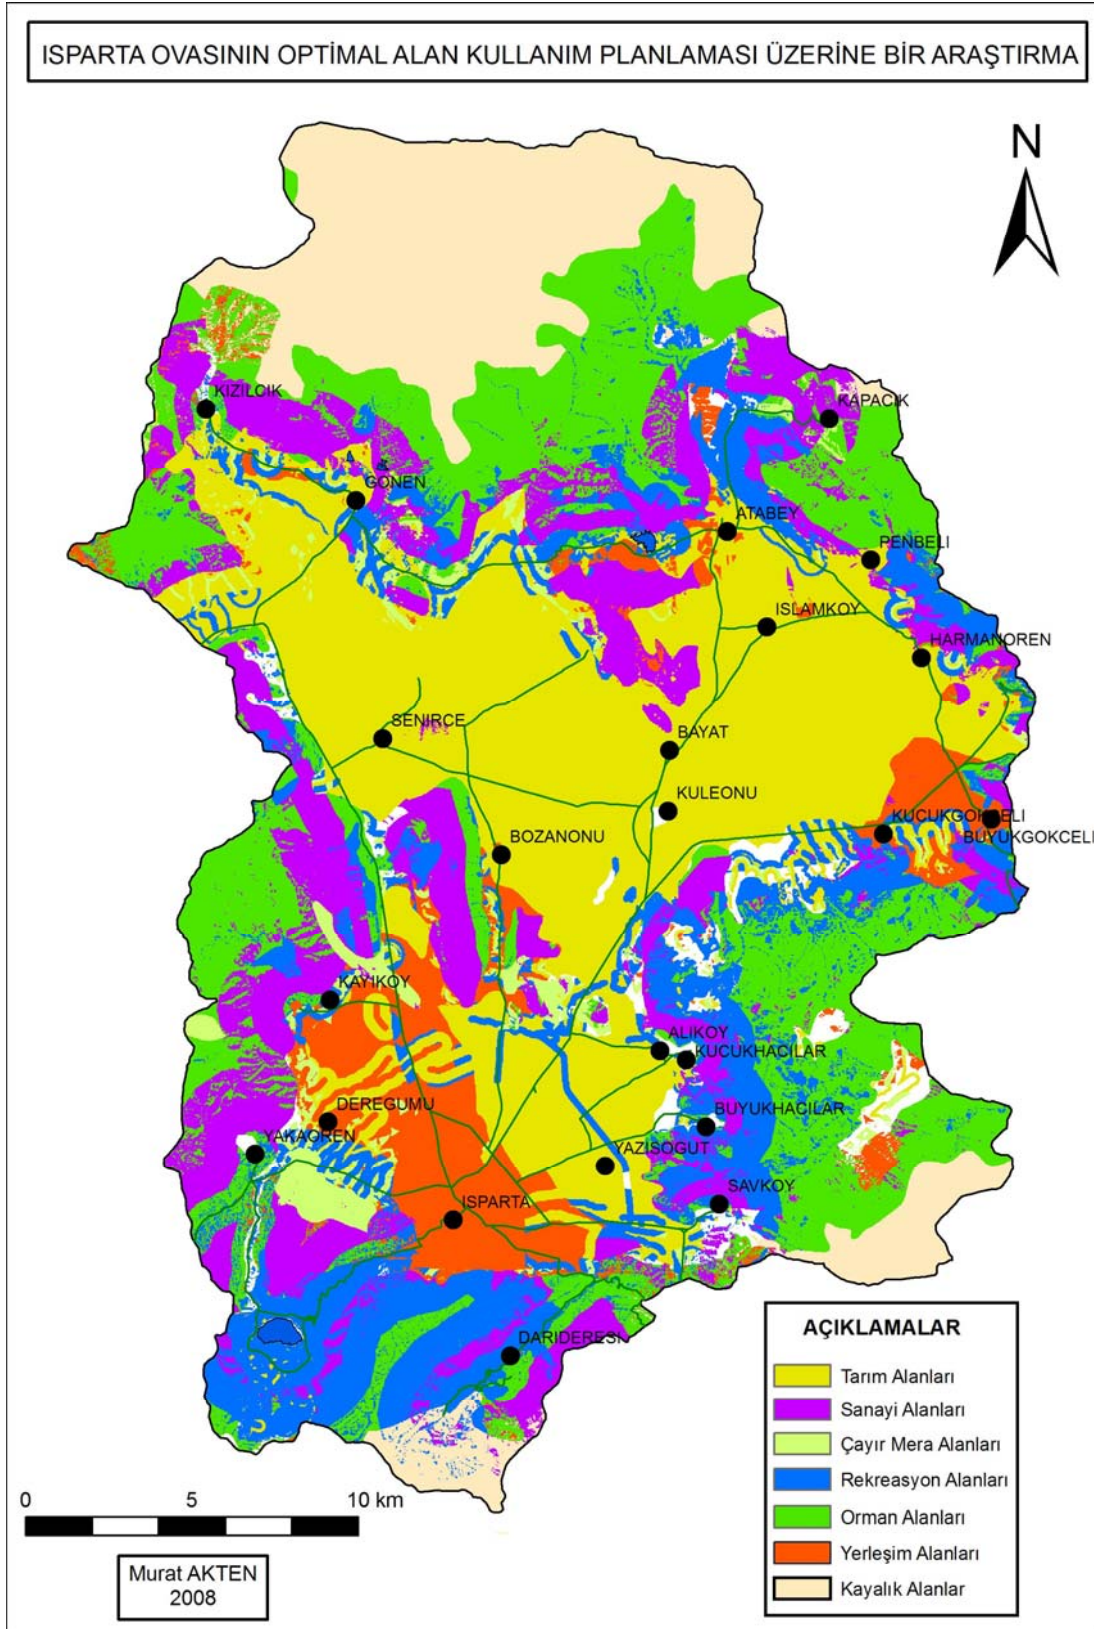 ISPARTA OVASININ OPTİMAL ALAN KULLANIM PLANLAMASI ÜZERİNE BİR ARAŞTIRMA
N
KIZILCIK
KAPACIK
GONEN
ATABEY
PENBELI
ISLAMKOY
HARMANOREN
SENIRCE
BAYAT
KULEONU
KUCUKGOKCELI
BUYUKGOKCELI
BOZANONU
KAYIKOY
ALIKOY
KUCUKHACILAR
DEREGUMU
BUYUKHACILAR
YAKAOREN
YAZISOGUT
SAVKOY
ISPARTA
DARIDERESI
AÇIKLAMALAR
Tarım Alanları
Sanayi Alanları
Çayır Mera Alanları
Rekreasyon Alanları
Orman Alanları
Yerleşim Alanları
Kayalık Alanlar
0 5 10 km
Murat AKTEN
2008